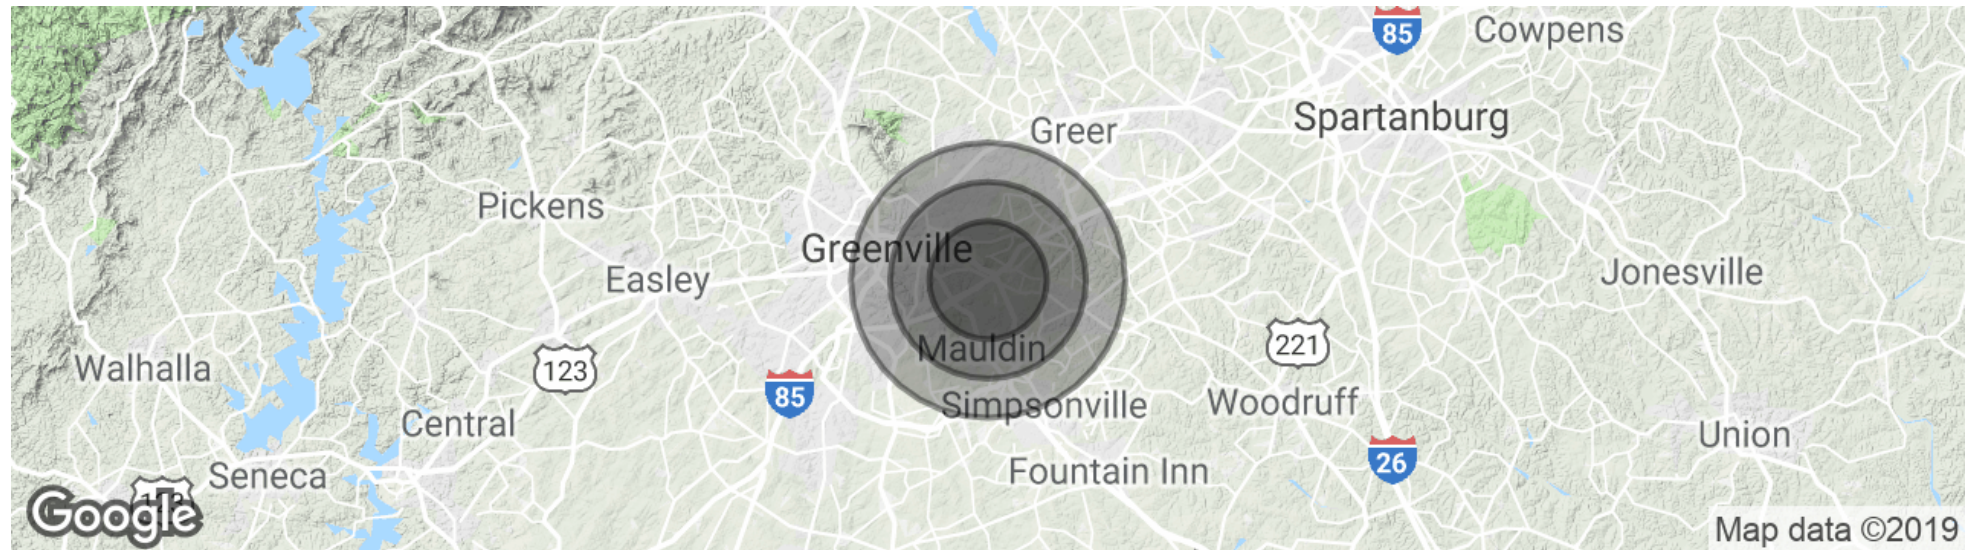 85
Cowpens
Spartanburg
Greer
Pickens
Greenville
Easley
Jonesville
Mauldin
221
123
Walhalla
85
Simpsonville
Woodruff
Central
Union
26
Seneca
Fountain Inn
123
Google
Map data ©2019